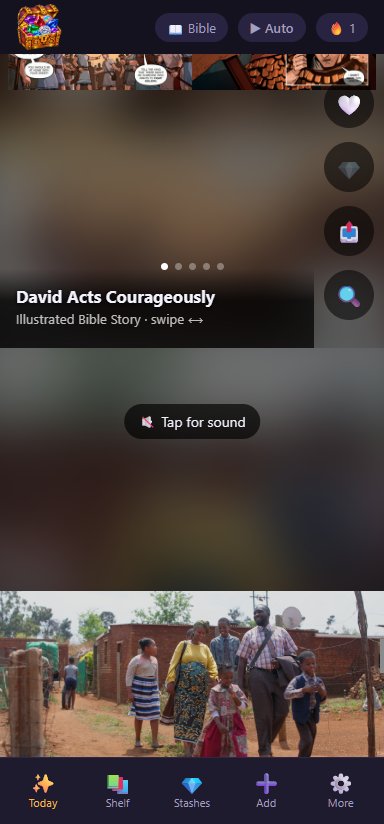 Bible
Auto
1
David Acts Courageously
Illustrated Bible Story · swipe ↔
Tap for sound
Today
Shelf
Stashes
Add
More